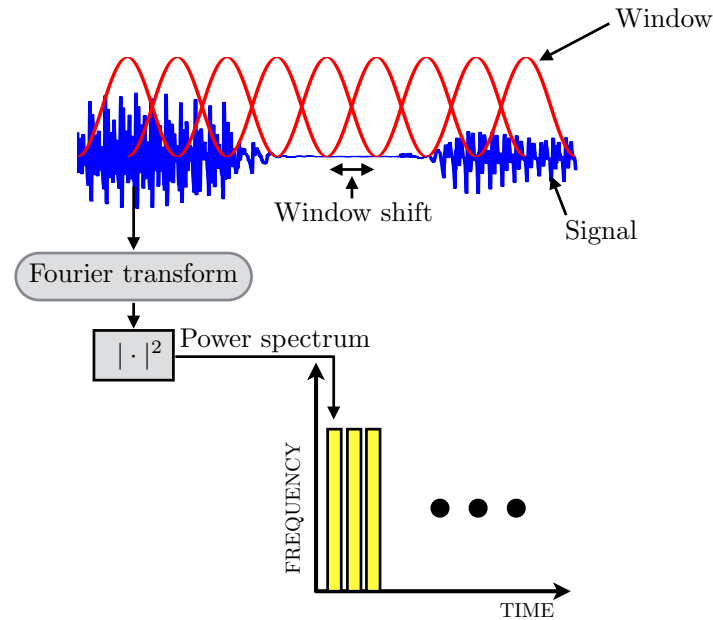 Window
Window shift
Signal
Fourier transform
Power spectrum
| · |²
FREQUENCY
TIME